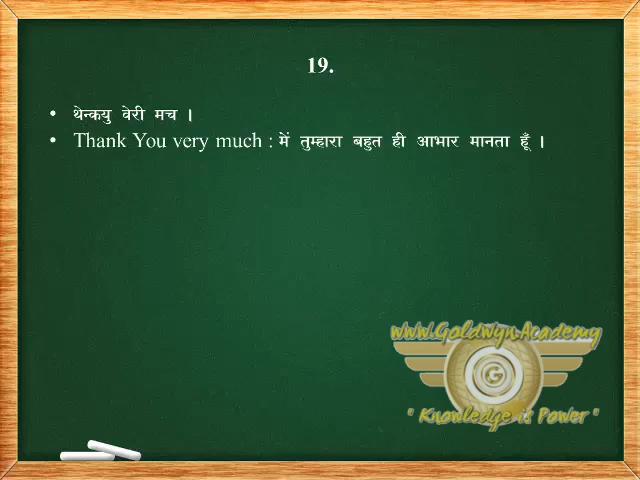 19.
• थेन्कयु वेरी मच ।
• Thank You very much : में तुम्हारा बहुत ही आभार मानता हूँ ।
www.GoldwynAcademy
G
" Knowledge is Power "